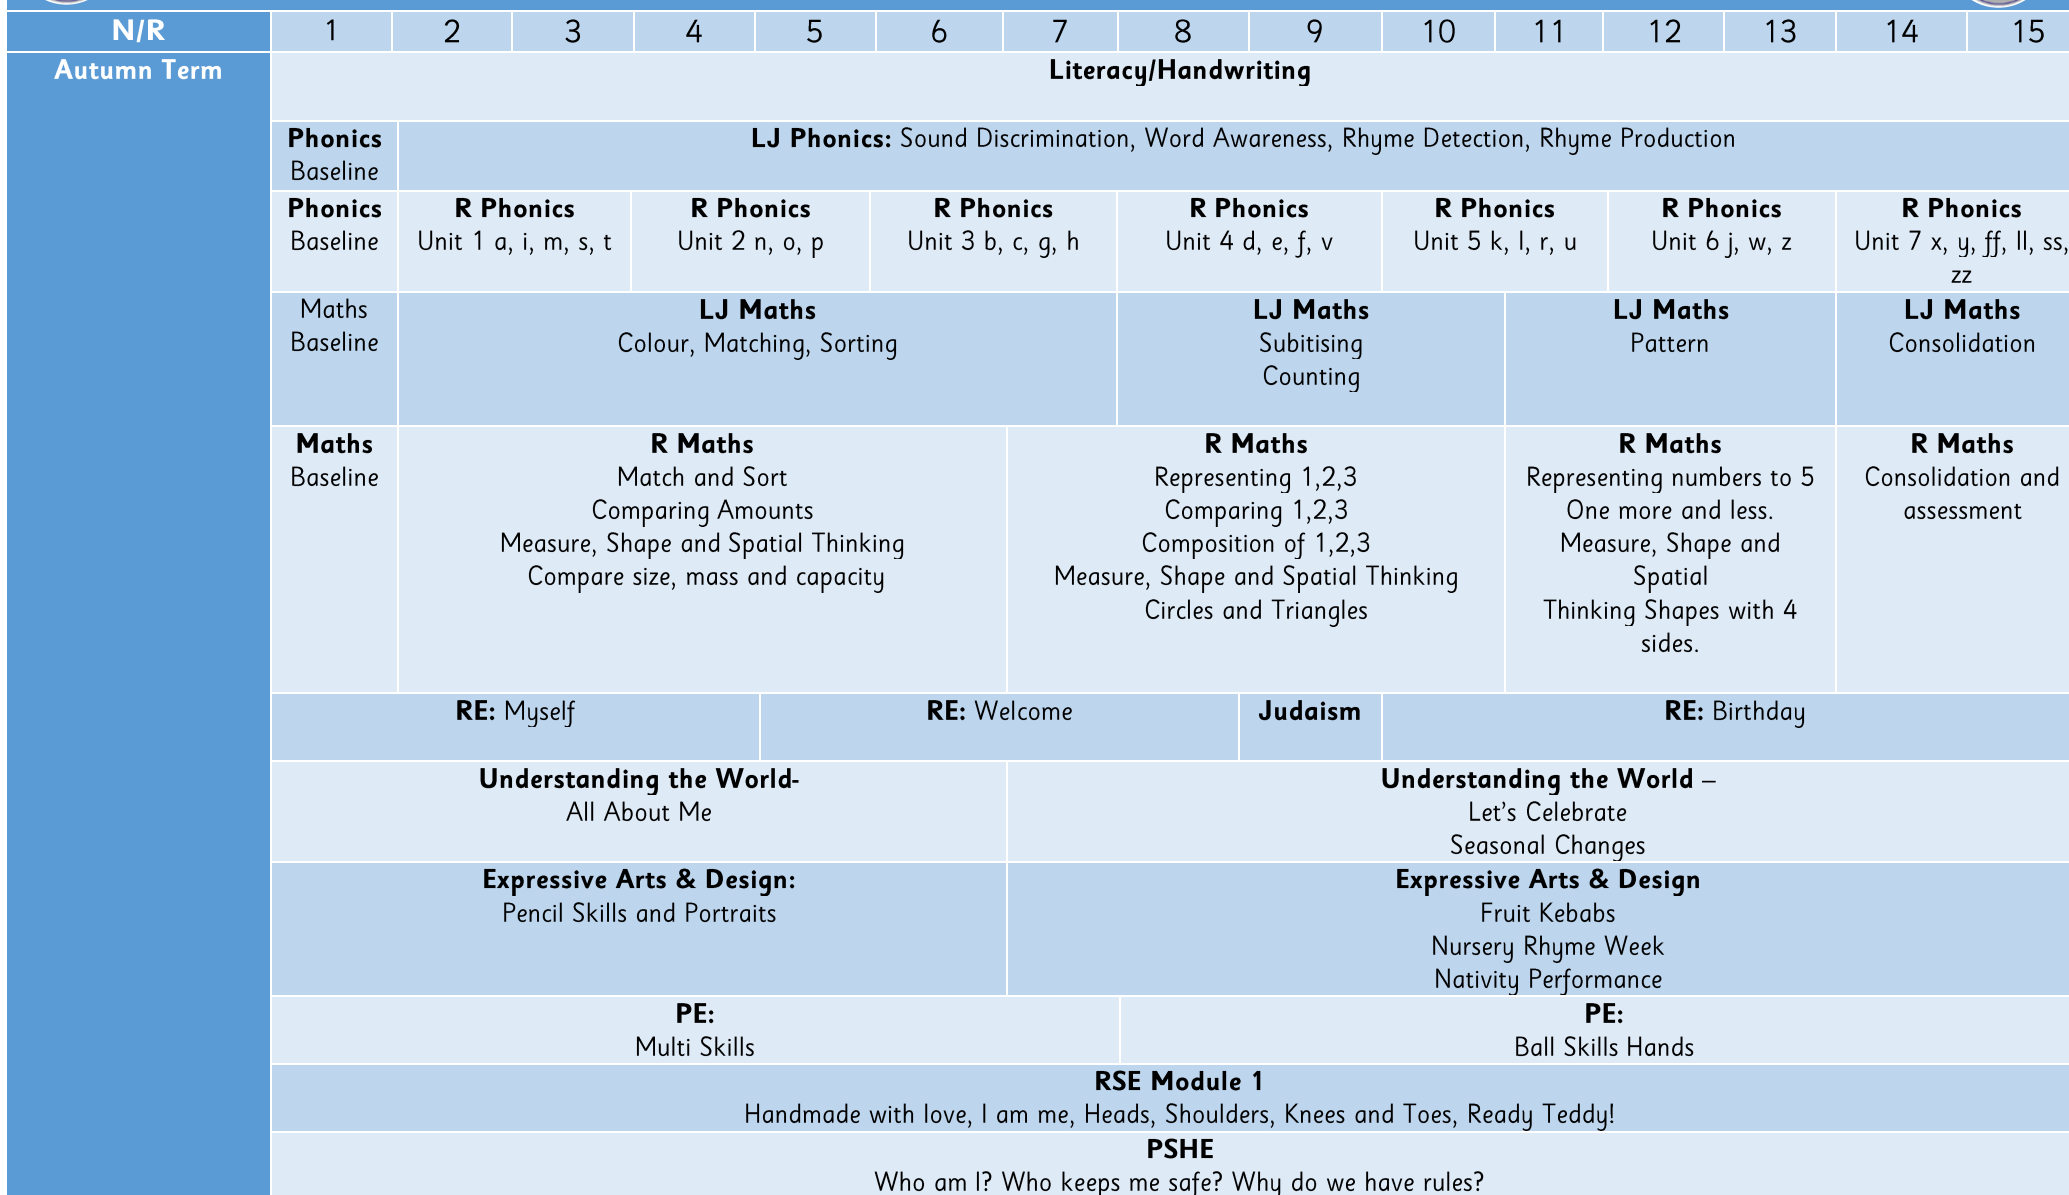 N/R 1 2 3 4 5 6 7 8 9 10 11 12 13 14 15
Autumn Term
Literacy/Handwriting
Phonics
Baseline
LJ Phonics: Sound Discrimination, Word Awareness, Rhyme Detection, Rhyme Production
Phonics
Baseline
R Phonics
Unit 1 a, i, m, s, t
R Phonics
Unit 2 n, o, p
R Phonics
Unit 3 b, c, g, h
R Phonics
Unit 4 d, e, f, v
R Phonics
Unit 5 k, l, r, u
R Phonics
Unit 6 j, w, z
R Phonics
Unit 7 x, y, ff, ll, ss,
zz
Maths
Baseline
LJ Maths
Colour, Matching, Sorting
LJ Maths
Subitising
Counting
LJ Maths
Pattern
LJ Maths
Consolidation
Maths
Baseline
R Maths
Match and Sort
Comparing Amounts
Measure, Shape and Spatial Thinking
Compare size, mass and capacity
R Maths
Representing 1,2,3
Comparing 1,2,3
Composition of 1,2,3
Measure, Shape and Spatial Thinking
Circles and Triangles
R Maths
Representing numbers to 5
One more and less.
Measure, Shape and
Spatial
Thinking Shapes with 4
sides.
R Maths
Consolidation and
assessment
RE: Myself
RE: Welcome
Judaism
RE: Birthday
Understanding the World-
All About Me
Understanding the World –
Let's Celebrate
Seasonal Changes
Expressive Arts & Design:
Pencil Skills and Portraits
Expressive Arts & Design
Fruit Kebabs
Nursery Rhyme Week
Nativity Performance
PE:
Multi Skills
PE:
Ball Skills Hands
RSE Module 1
Handmade with love, I am me, Heads, Shoulders, Knees and Toes, Ready Teddy!
PSHE
Who am I? Who keeps me safe? Why do we have rules?